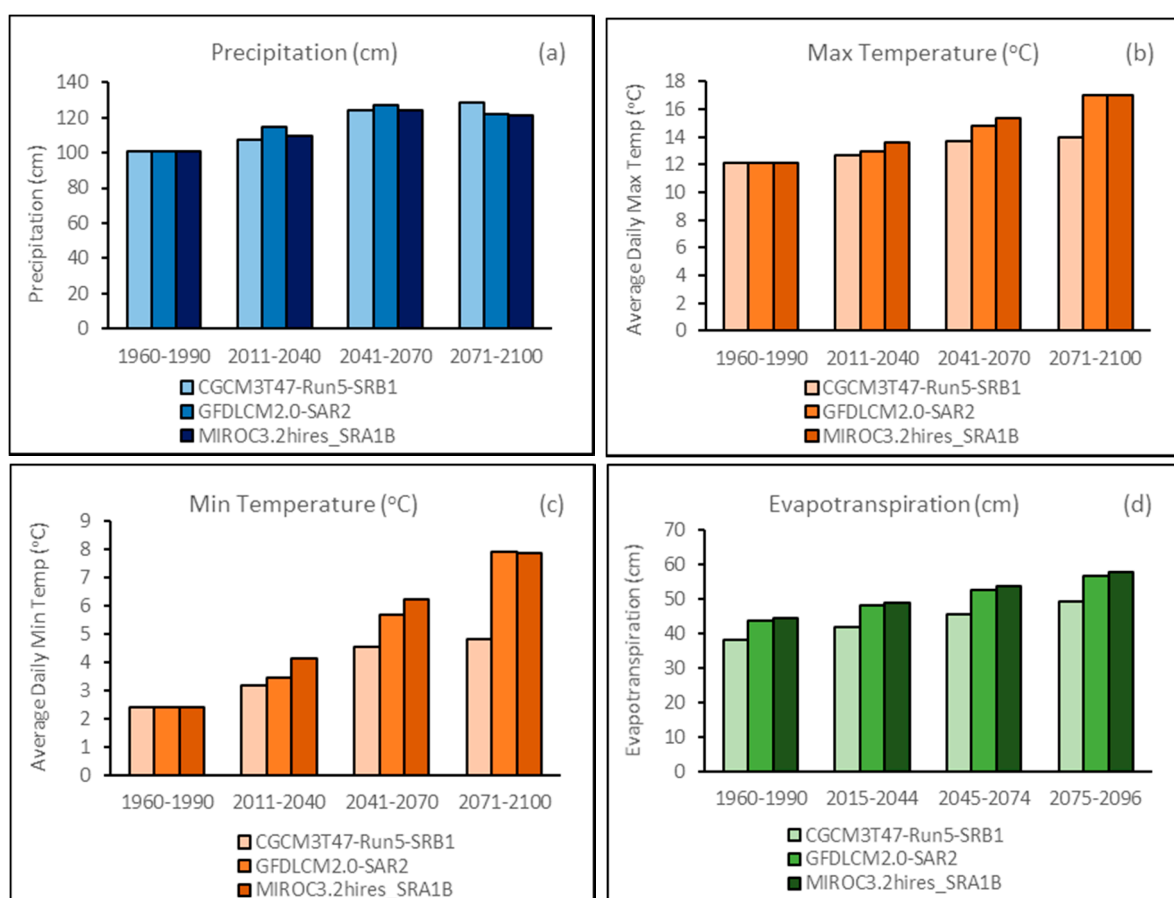 Precipitation (cm) (a)
Precipitation (cm)
140
120
100
80
60
40
20
0
1960-1990 2011-2040 2041-2070 2071-2100
CGCM3T47-Run5-SRB1
GFDLCM2.0-SAR2
MIROC3.2hires_SRA1B
Max Temperature (°C) (b)
Average Daily Max Temp (°C)
18
16
14
12
10
8
6
4
2
0
1960-1990 2011-2040 2041-2070 2071-2100
CGCM3T47-Run5-SRB1
GFDLCM2.0-SAR2
MIROC3.2hires_SRA1B
Min Temperature (°C) (c)
Average Daily Min Temp (°C)
9
8
7
6
5
4
3
2
1
0
1960-1990 2011-2040 2041-2070 2071-2100
CGCM3T47-Run5-SRB1
GFDLCM2.0-SAR2
MIROC3.2hires_SRA1B
Evapotranspiration (cm) (d)
Evapotranspiration (cm)
70
60
50
40
30
20
10
0
1960-1990 2015-2044 2045-2074 2075-2096
CGCM3T47-Run5-SRB1
GFDLCM2.0-SAR2
MIROC3.2hires_SRA1B